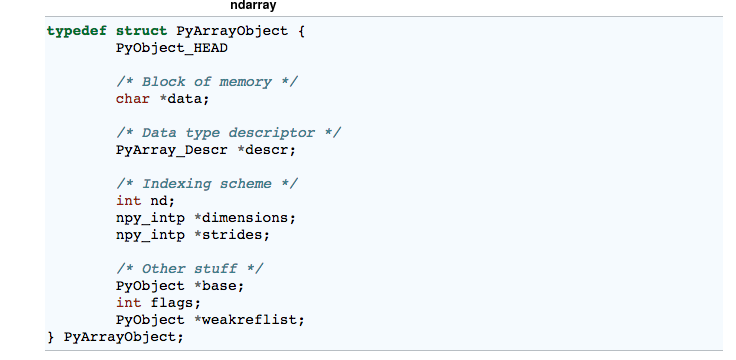 ndarray
typedef struct PyArrayObject {
        PyObject_HEAD

        /* Block of memory */
        char *data;

        /* Data type descriptor */
        PyArray_Descr *descr;

        /* Indexing scheme */
        int nd;
        npy_intp *dimensions;
        npy_intp *strides;

        /* Other stuff */
        PyObject *base;
        int flags;
        PyObject *weakreflist;
} PyArrayObject;